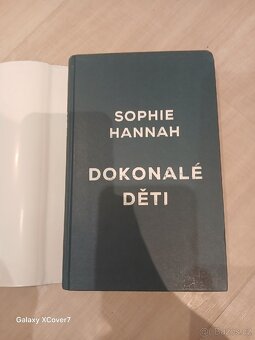 SOPHIE
HANNAH
DOKONALÉ
DĚTI
Galaxy XCover7